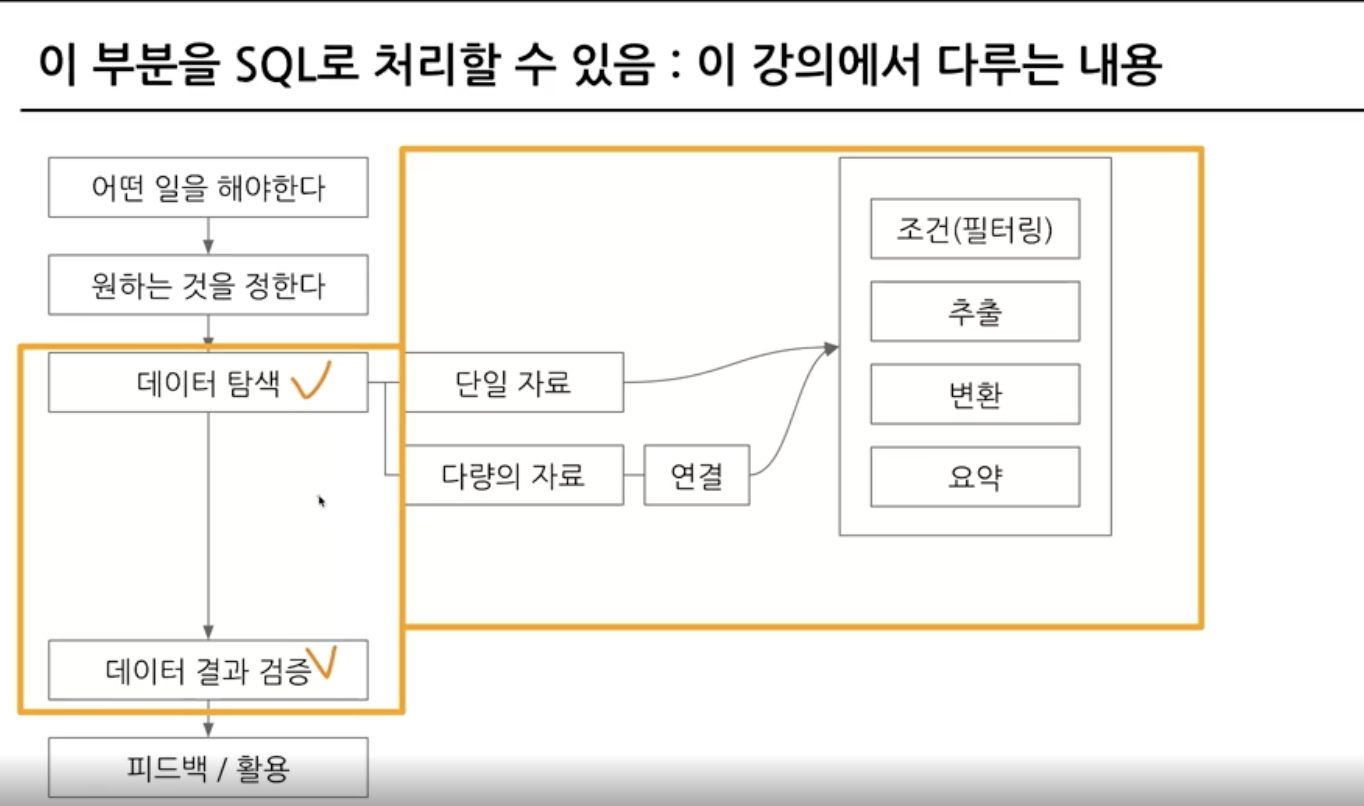 이 부분을 SQL로 처리할 수 있음 : 이 강의에서 다루는 내용
어떤 일을 해야한다
원하는 것을 정한다
데이터 탐색
단일 자료
다량의 자료
연결
조건(필터링)
추출
변환
요약
데이터 결과 검증
피드백 / 활용